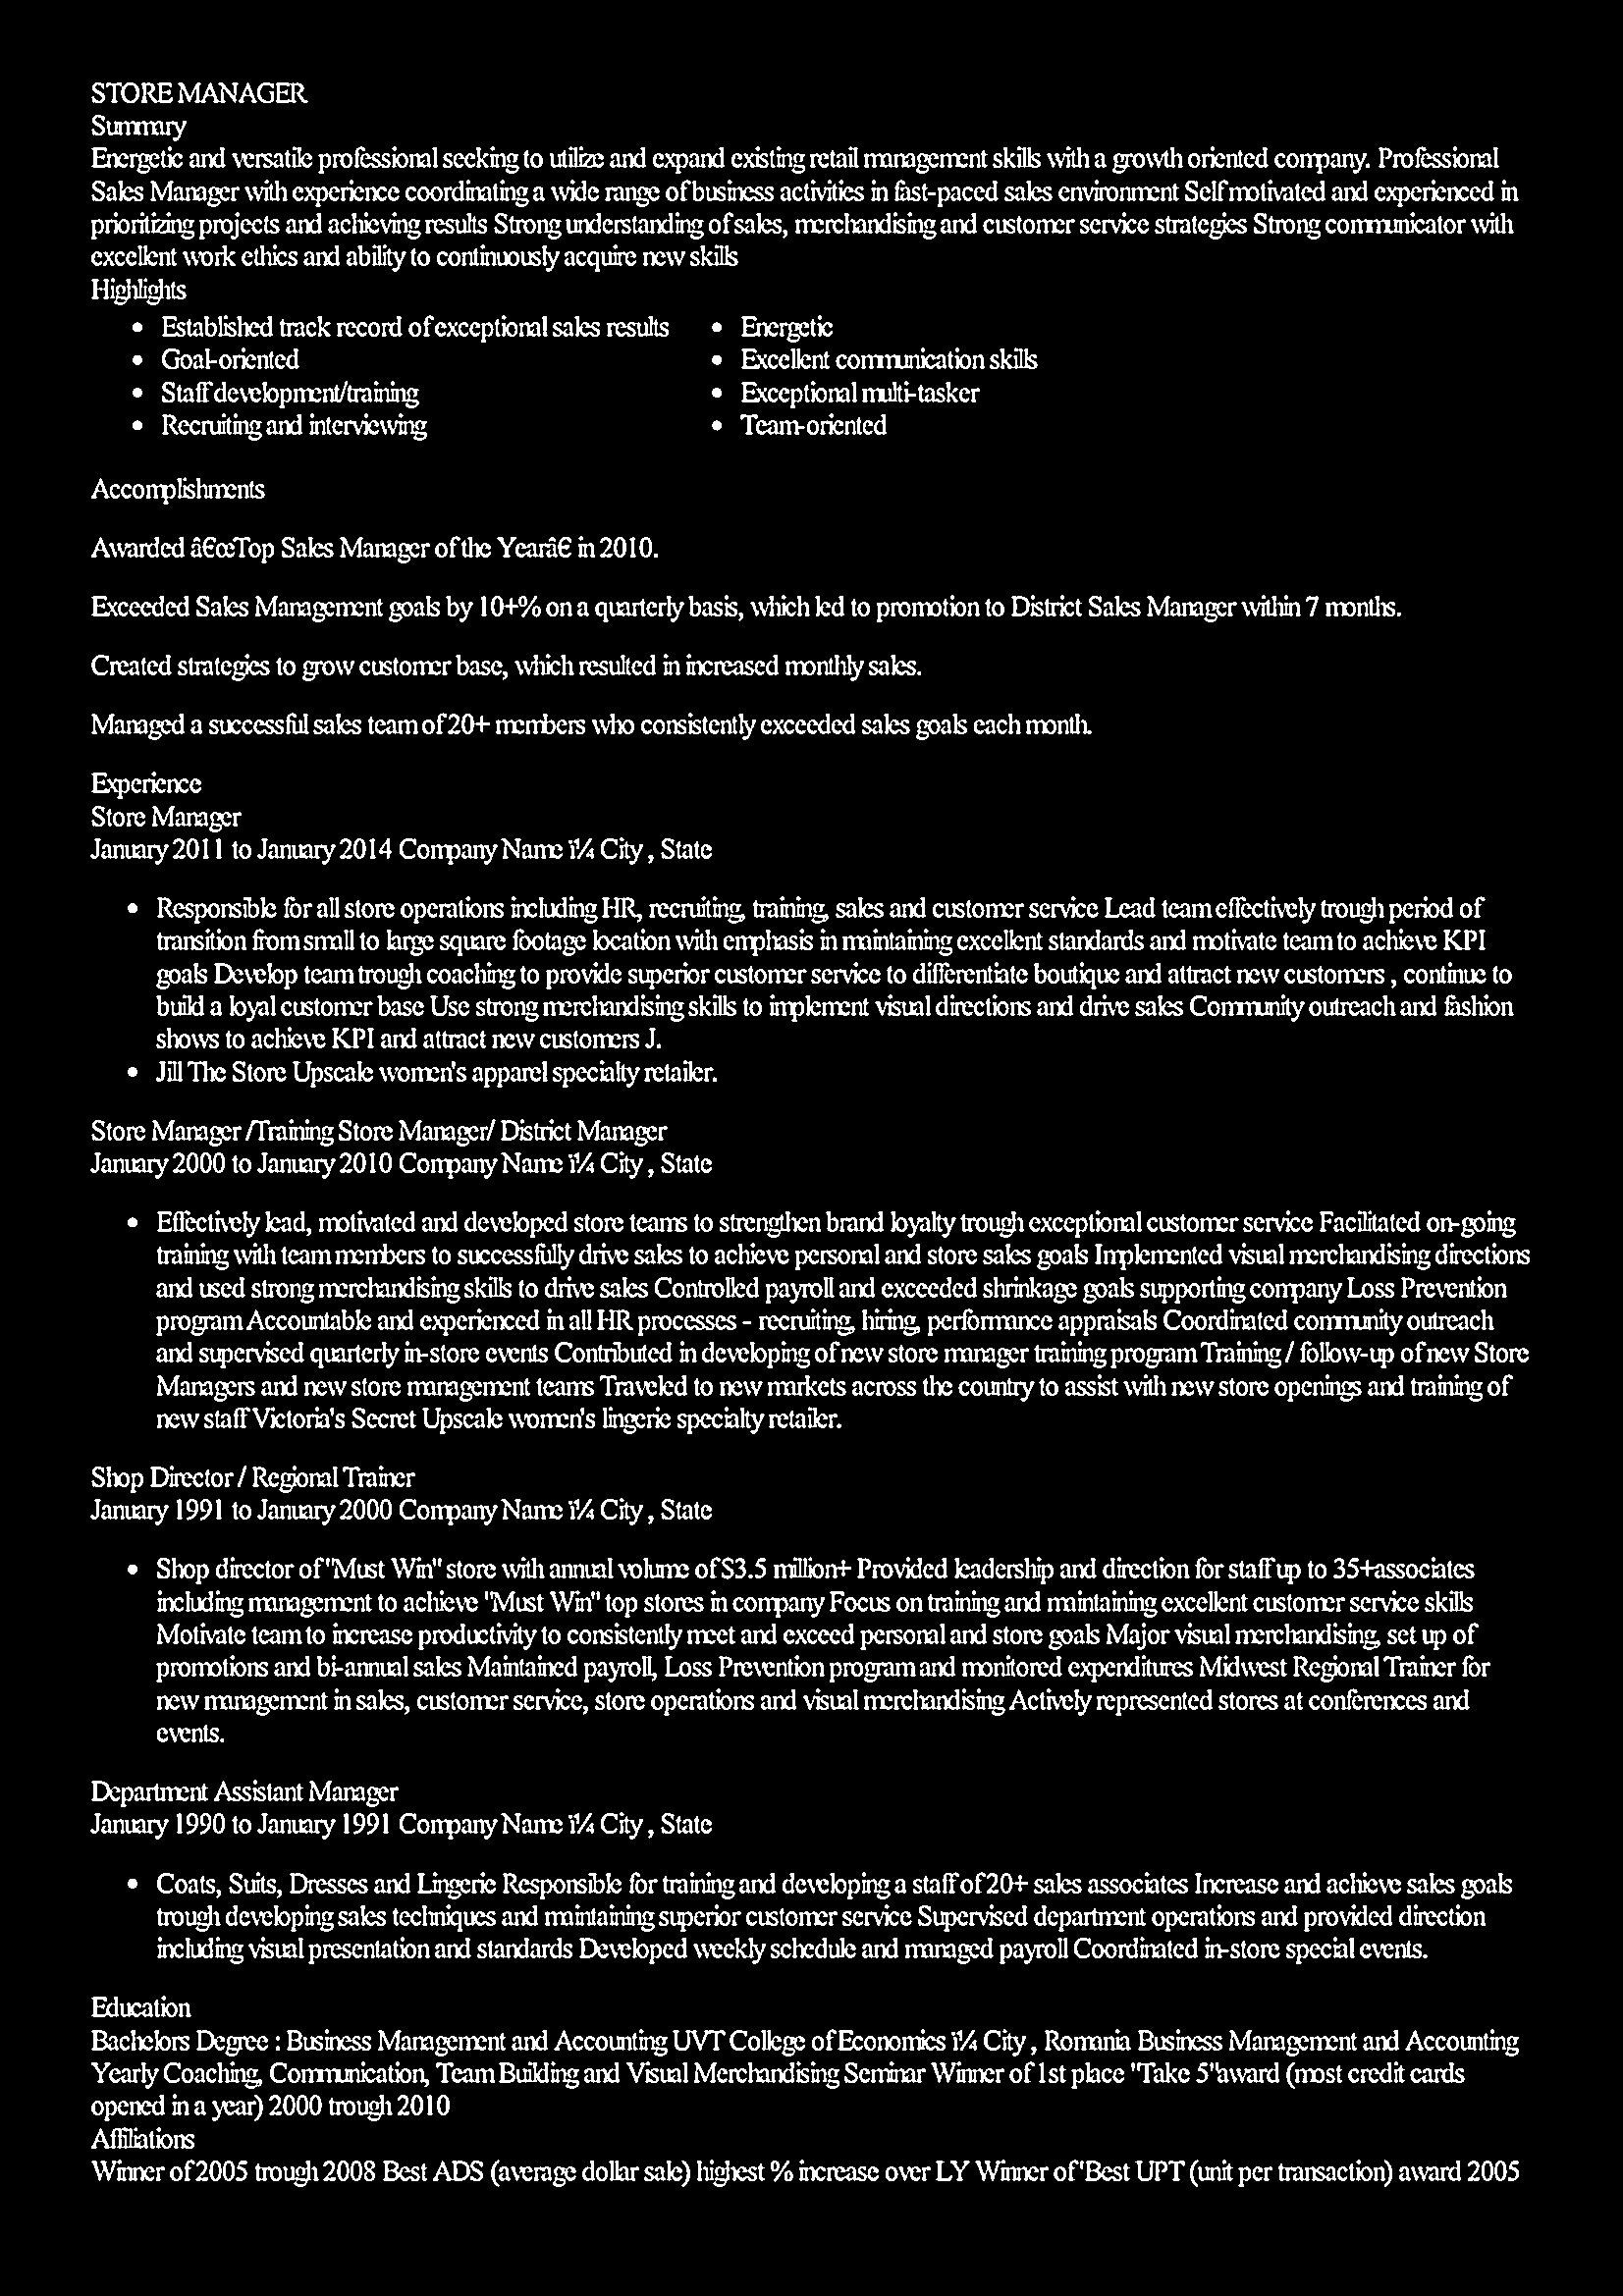 STORE MANAGER
Summary
Energetic and versatile professional seeking to utilize and expand existing retail management skills with a growth oriented company. Professional
Sales Manager with experience coordinating a wide range of business activities in fast-paced sales environment Self motivated and experienced in
prioritizing projects and achieving results Strong understanding of sales, merchandising and customer service strategies Strong communicator with
excellent work ethics and ability to continuously acquire new skills
Highlights
• Established track record of exceptional sales results • Energetic
• Goal-oriented • Excellent communication skills
• Staff development/training • Exceptional multi-tasker
• Recruiting and interviewing • Team-oriented
Accomplishments
Awarded â€œTop Sales Manager of the Yearâ€ in 2010.
Exceeded Sales Management goals by 10+% on a quarterly basis, which led to promotion to District Sales Manager within 7 months.
Created strategies to grow customer base, which resulted in increased monthly sales.
Managed a successful sales team of 20+ members who consistently exceeded sales goals each month.
Experience
Store Manager
January 2011 to January 2014 Company Name ï¼ City , State
• Responsible for all store operations including HR, recruiting, training, sales and customer service Lead team effectively trough period of
transition from small to large square footage location with emphasis in maintaining excellent standards and motivate team to achieve KPI
goals Develop team trough coaching to provide superior customer service to differentiate boutique and attract new customers , continue to
build a loyal customer base Use strong merchandising skills to implement visual directions and drive sales Community outreach and fashion
shows to achieve KPI and attract new customers J.
• Jill The Store Upscale women's apparel specialty retailer.
Store Manager /Training Store Manager/ District Manager
January 2000 to January 2010 Company Name ï¼ City , State
• Effectively lead, motivated and developed store teams to strengthen brand loyalty trough exceptional customer service Facilitated on-going
training with team members to successfully drive sales to achieve personal and store sales goals Implemented visual merchandising directions
and used strong merchandising skills to drive sales Controlled payroll and exceeded shrinkage goals supporting company Loss Prevention
program Accountable and experienced in all HR processes - recruiting, hiring, performance appraisals Coordinated community outreach
and supervised quarterly in-store events Contributed in developing of new store manager training program Training / follow-up of new Store
Managers and new store management teams Traveled to new markets across the country to assist with new store openings and training of
new staff Victoria's Secret Upscale women's lingerie specialty retailer.
Shop Director / Regional Trainer
January 1991 to January 2000 Company Name ï¼ City , State
• Shop director of "Must Win" store with annual volume of $3.5 million+ Provided leadership and direction for staff up to 35+associates
including management to achieve "Must Win" top stores in company Focus on training and maintaining excellent customer service skills
Motivate team to increase productivity to consistently meet and exceed personal and store goals Major visual merchandising, set up of
promotions and bi-annual sales Maintained payroll, Loss Prevention program and monitored expenditures Midwest Regional Trainer for
new management in sales, customer service, store operations and visual merchandising Actively represented stores at conferences and
events.
Department Assistant Manager
January 1990 to January 1991 Company Name ï¼ City , State
• Coats, Suits, Dresses and Lingerie Responsible for training and developing a staff of 20+ sales associates Increase and achieve sales goals
trough developing sales techniques and maintaining superior customer service Supervised department operations and provided direction
including visual presentation and standards Developed weekly schedule and managed payroll Coordinated in-store special events.
Education
Bachelors Degree : Business Management and Accounting UVT College of Economics ï¼ City , Romania Business Management and Accounting
Yearly Coaching, Communication, Team Building and Visual Merchandising Seminar Winner of 1st place "Take 5"award (most credit cards
opened in a year) 2000 trough 2010
Affiliations
Winner of 2005 trough 2008 Best ADS (average dollar sale) highest % increase over LY Winner of 'Best UPT (unit per transaction) award 2005